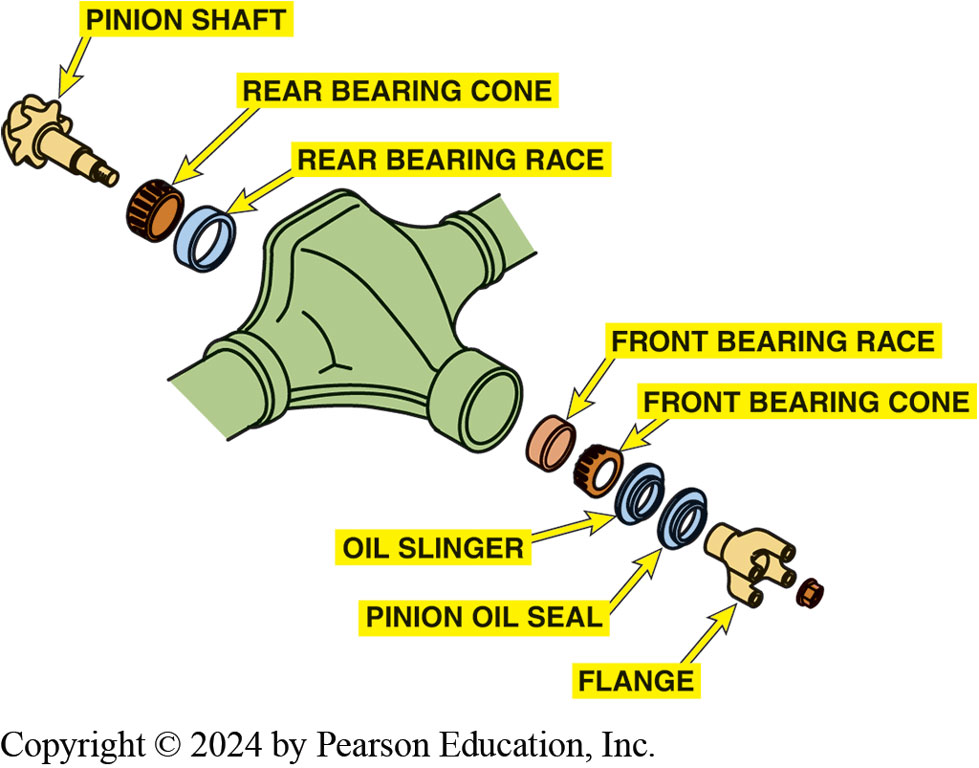 PINION SHAFT
REAR BEARING CONE
REAR BEARING RACE
FRONT BEARING RACE
FRONT BEARING CONE
OIL SLINGER
PINION OIL SEAL
FLANGE
Copyright © 2024 by Pearson Education, Inc.